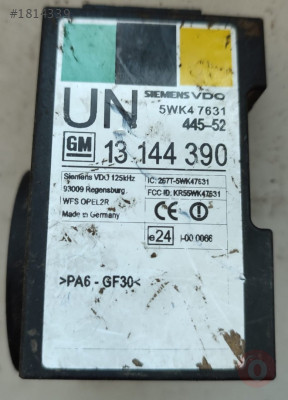 #1814339
SIEMENS VDO
UN
5WK4 7631
445-52
GM
13 144 390
Siemens VDO 125kHz
93009 Regensburg
WFS OPEL2R
Made in Germany
IC: 267T-5WK47631
FCC ID: KR55WK47631
CE
e24
>PA6 - GF30<